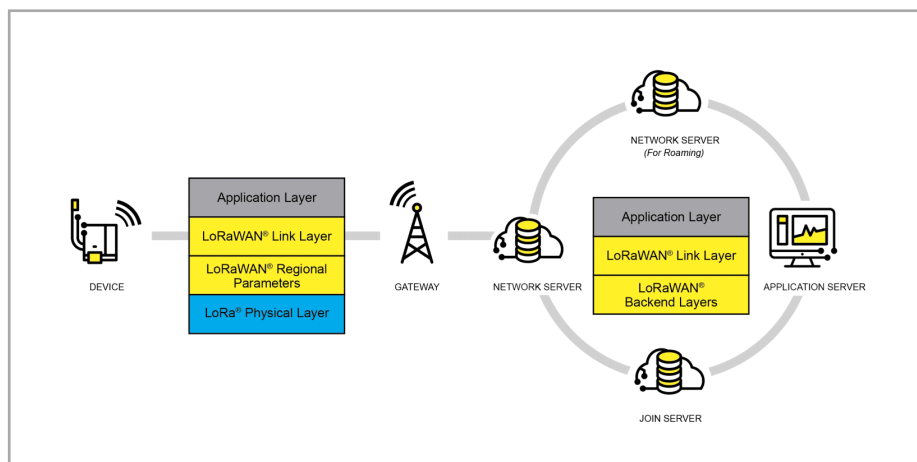 NETWORK SERVER
(For Roaming)
Application Layer
LoRaWAN® Link Layer
LoRaWAN® Regional
Parameters
LoRa® Physical Layer
Application Layer
LoRaWAN® Link Layer
LoRaWAN®
Backend Layers
DEVICE
GATEWAY
NETWORK SERVER
APPLICATION SERVER
JOIN SERVER